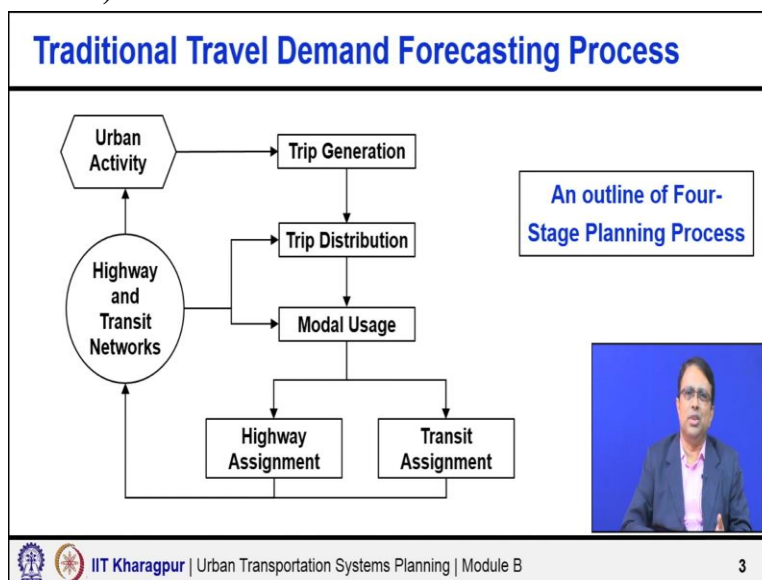 Traditional Travel Demand Forecasting Process
Urban
Activity
Trip Generation
An outline of Four-
Stage Planning Process
Trip Distribution
Highway
and
Transit
Networks
Modal Usage
Highway
Assignment
Transit
Assignment
IIT Kharagpur | Urban Transportation Systems Planning | Module B
3